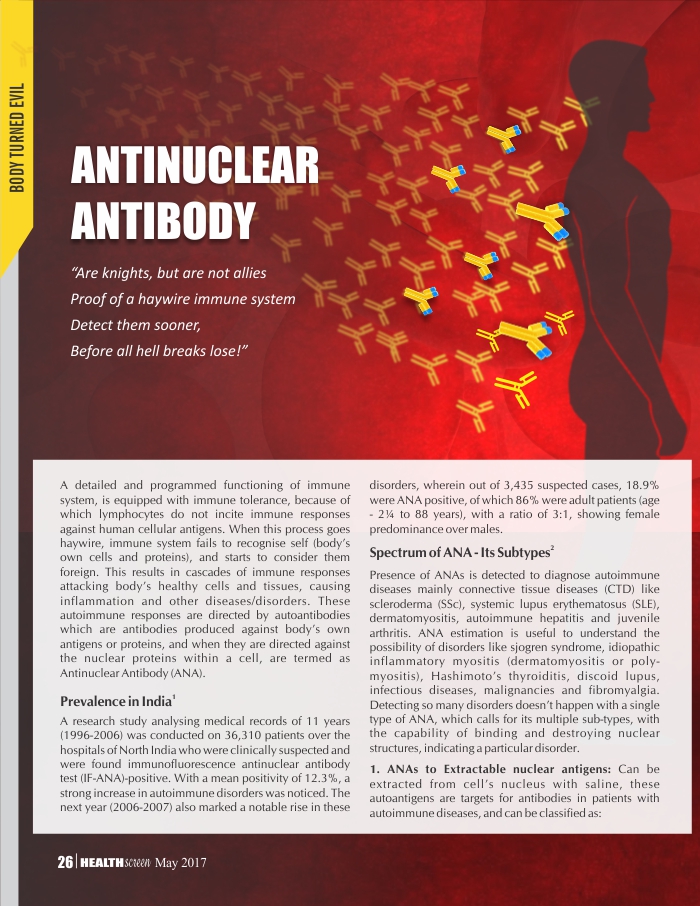 BODY TURNED EVIL
ANTINUCLEAR
ANTIBODY
“Are knights, but are not allies
Proof of a haywire immune system
Detect them sooner,
Before all hell breaks lose!”
A detailed and programmed functioning of immune
system, is equipped with immune tolerance, because of
which lymphocytes do not incite immune responses
against human cellular antigens. When this process goes
haywire, immune system fails to recognise self (body’s
own cells and proteins), and starts to consider them
foreign. This results in cascades of immune responses
attacking body’s healthy cells and tissues, causing
inflammation and other diseases/disorders. These
autoimmune responses are directed by autoantibodies
which are antibodies produced against body’s own
antigens or proteins, and when they are directed against
the nuclear proteins within a cell, are termed as
Antinuclear Antibody (ANA).
Prevalence in India¹
A research study analysing medical records of 11 years
(1996-2006) was conducted on 36,310 patients over the
hospitals of North India who were clinically suspected and
were found immunofluorescence antinuclear antibody
test (IF-ANA)-positive. With a mean positivity of 12.3%, a
strong increase in autoimmune disorders was noticed. The
next year (2006-2007) also marked a notable rise in these
disorders, wherein out of 3,435 suspected cases, 18.9%
were ANA positive, of which 86% were adult patients (age
- 2¼ to 88 years), with a ratio of 3:1, showing female
predominance over males.
Spectrum of ANA - Its Subtypes²
Presence of ANAs is detected to diagnose autoimmune
diseases mainly connective tissue diseases (CTD) like
scleroderma (SSc), systemic lupus erythematosus (SLE),
dermatomyositis, autoimmune hepatitis and juvenile
arthritis. ANA estimation is useful to understand the
possibility of disorders like sjogren syndrome, idiopathic
inflammatory myositis (dermatomyositis or poly-
myositis), Hashimoto’s thyroiditis, discoid lupus,
infectious diseases, malignancies and fibromyalgia.
Detecting so many disorders doesn’t happen with a single
type of ANA, which calls for its multiple sub-types, with
the capability of binding and destroying nuclear
structures, indicating a particular disorder.
1. ANAs to Extractable nuclear antigens: Can be
extracted from cell’s nucleus with saline, these
autoantigens are targets for antibodies in patients with
autoimmune diseases, and can be classified as:
26 HEALTH screen May 2017